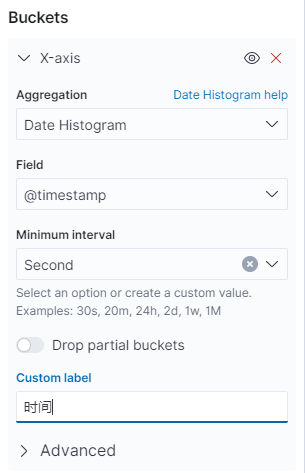 Buckets
X-axis
Aggregation
Date Histogram help
Date Histogram
Field
@timestamp
Minimum interval
Second
Select an option or create a custom value.
Examples: 30s, 20m, 24h, 2d, 1w, 1M
Drop partial buckets
Custom label
时间
Advanced